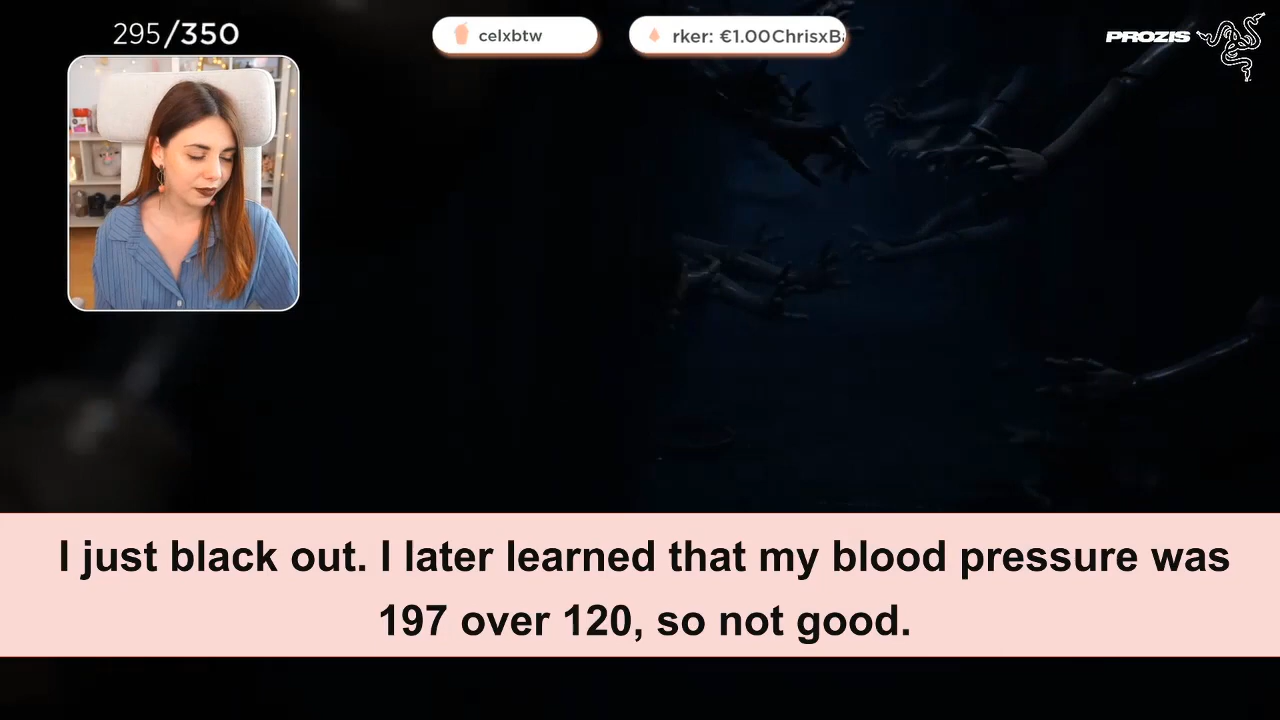 295/350
celxbtw
rker: €1.00ChrisxBa
PROZIS
I just black out. I later learned that my blood pressure was
197 over 120, so not good.